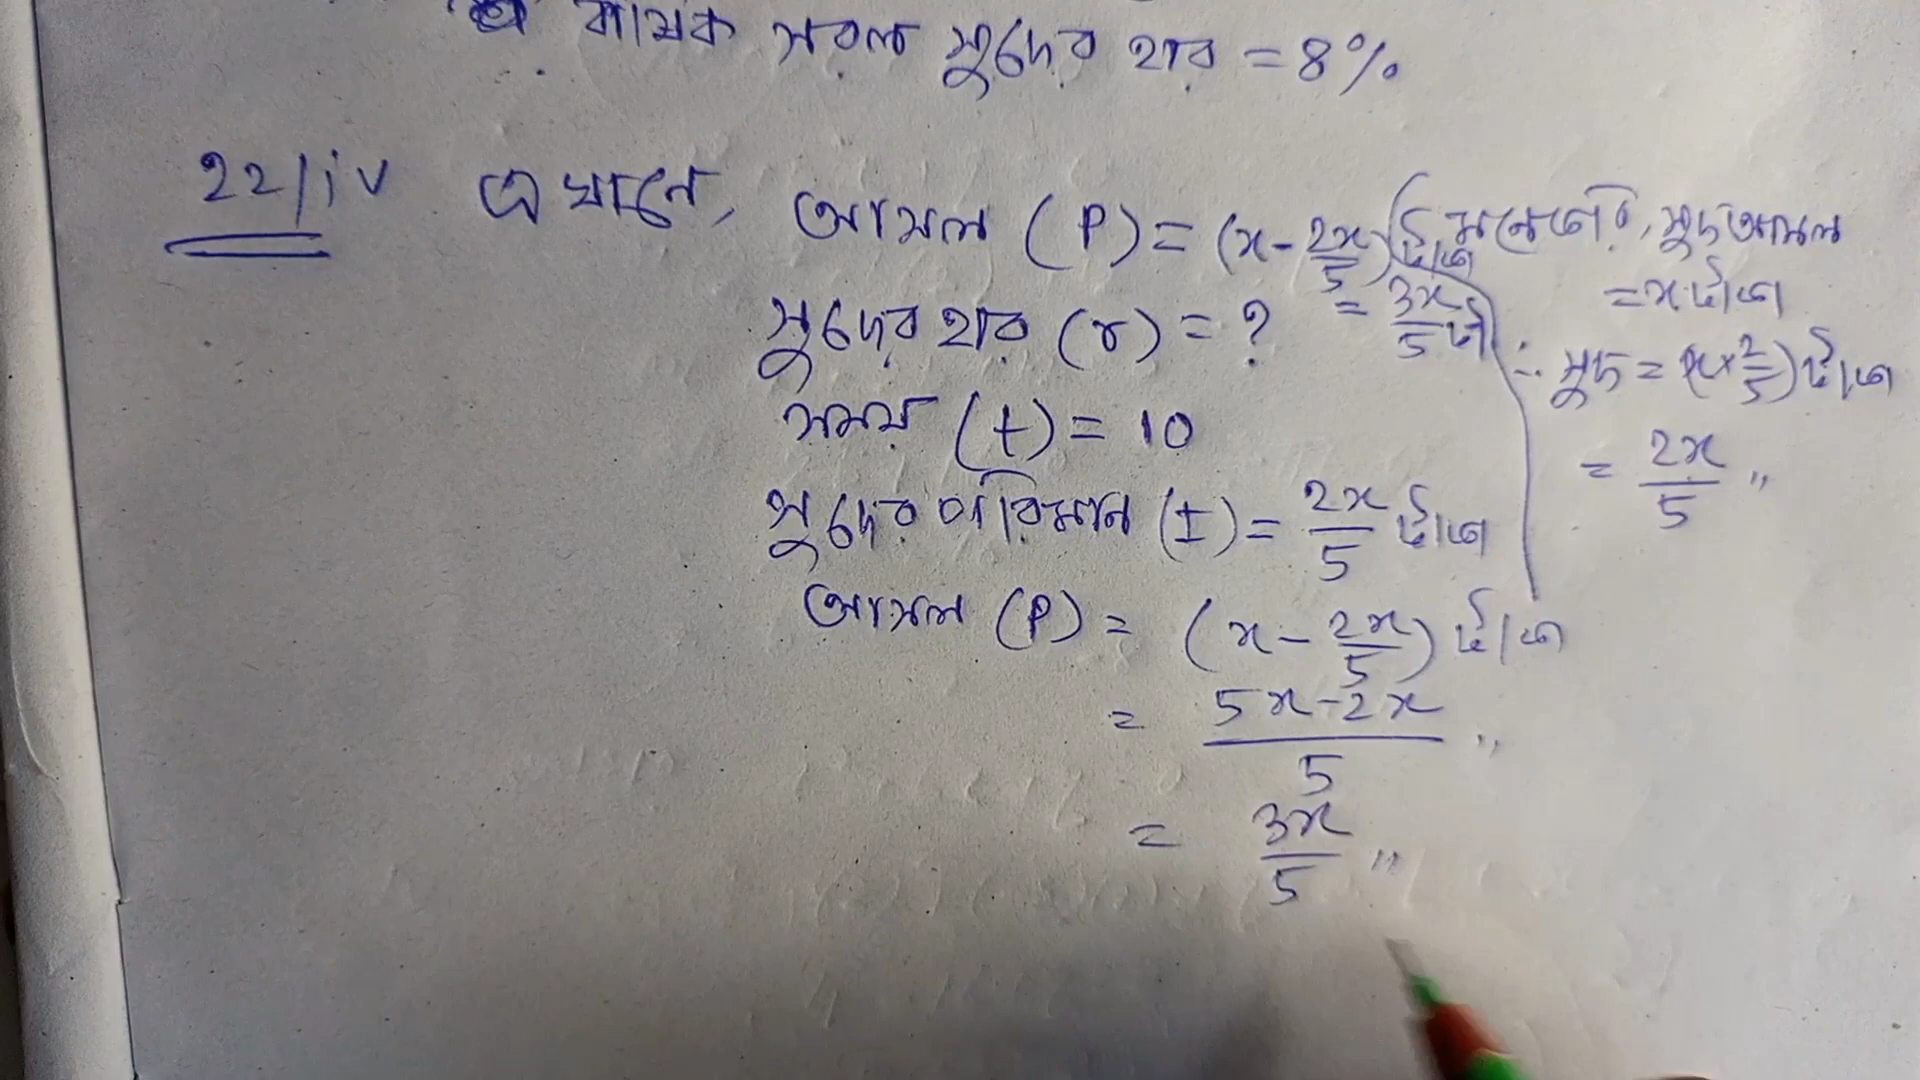 বার্ষিক সরল সুদের হার = 8%.
22/iv এখানে, আসল (P) = (x - 2x/5) টাকা
= 3x/5 টা
মনেকরি, সুদআসল
= x টাকা
∴ সুদ = (x × 2/5) টাকা
= 2x/5 "
সুদের হার (r) = ?
সময় (t) = 10
সুদের পরিমান (I) = 2x/5 টাকা
আসল (P) = (x - 2x/5) টাকা
= 5x-2x/5 "
= 3x/5 "